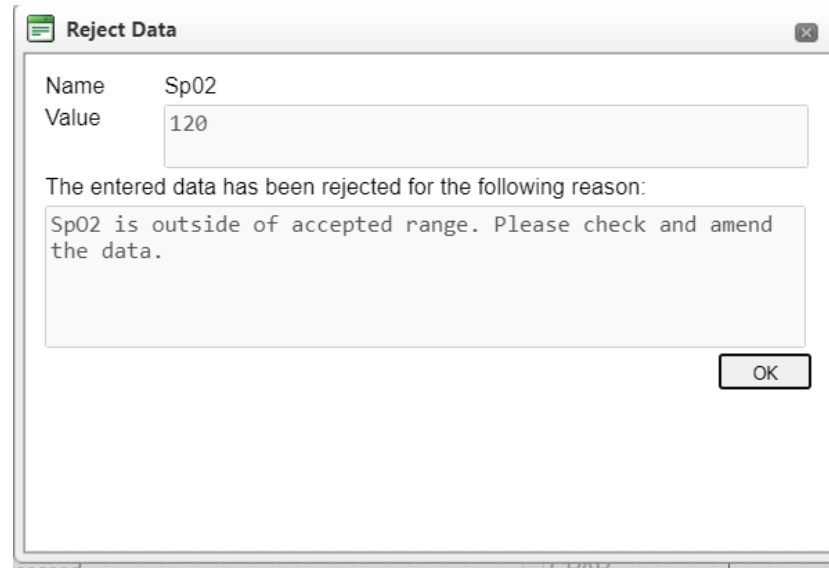 Reject Data
Name Sp02
Value 120
The entered data has been rejected for the following reason:
SpO2 is outside of accepted range. Please check and amend
the data.
OK